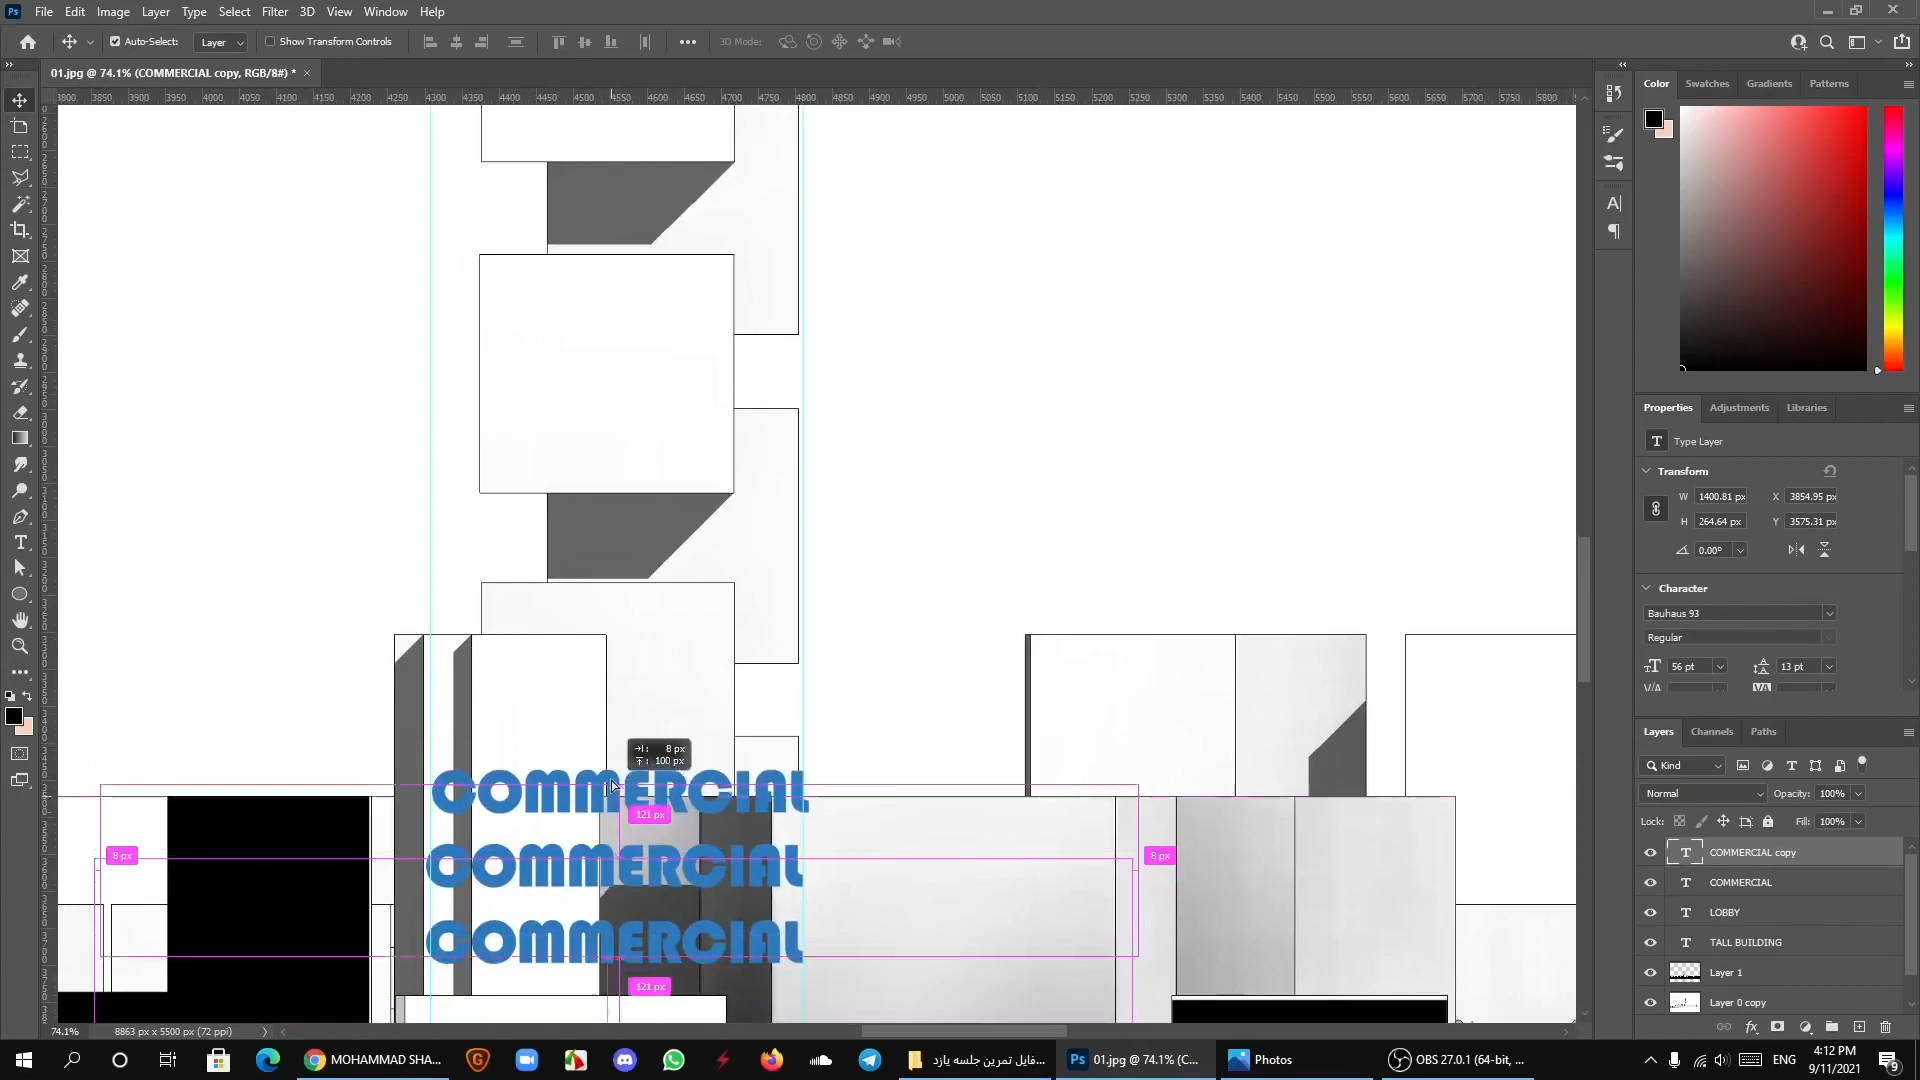 Ps File Edit Image Layer Type Select Filter 3D View Window Help
Auto-Select: Layer Show Transform Controls 3D Mode:
01.jpg @ 74.1% (COMMERCIAL copy, RGB/8#) *
3800 3850 3900 3950 4000 4050 4100 4150 4200 4250 4300 4350 4400 4450 4500 4550 4600 4650 4700 4750 4800 4850 4900 4950 5000 5050 5100 5150 5200 5250 5300 5350 5400 5450 5500 5550 5600 5650 5700 5750 5800
Color Swatches Gradients Patterns
Properties Adjustments Libraries
T Type Layer
Transform
W 1400.81 px X 3854.95 px
H 264.64 px Y 3575.31 px
0.00°
Character
Bauhaus 93
Regular
56 pt 13 pt
8 px
100 px
COMMERCIAL
121 px
8 px
8 px
COMMERCIAL
COMMERCIAL
121 px
Layers Channels Paths
Kind
Normal Opacity: 100%
Lock: Fill: 100%
T COMMERCIAL copy
T COMMERCIAL
T LOBBY
T TALL BUILDING
Layer 1
Layer 0 copy
74.1% 8863 px x 5500 px (72 ppi)
MOHAMMAD SHA... فایل تمرین جلسه یازد... Ps 01.jpg @ 74.1% (C... Photos OBS 27.0.1 (64-bit, ... ENG 4:12 PM
9/11/2021
9